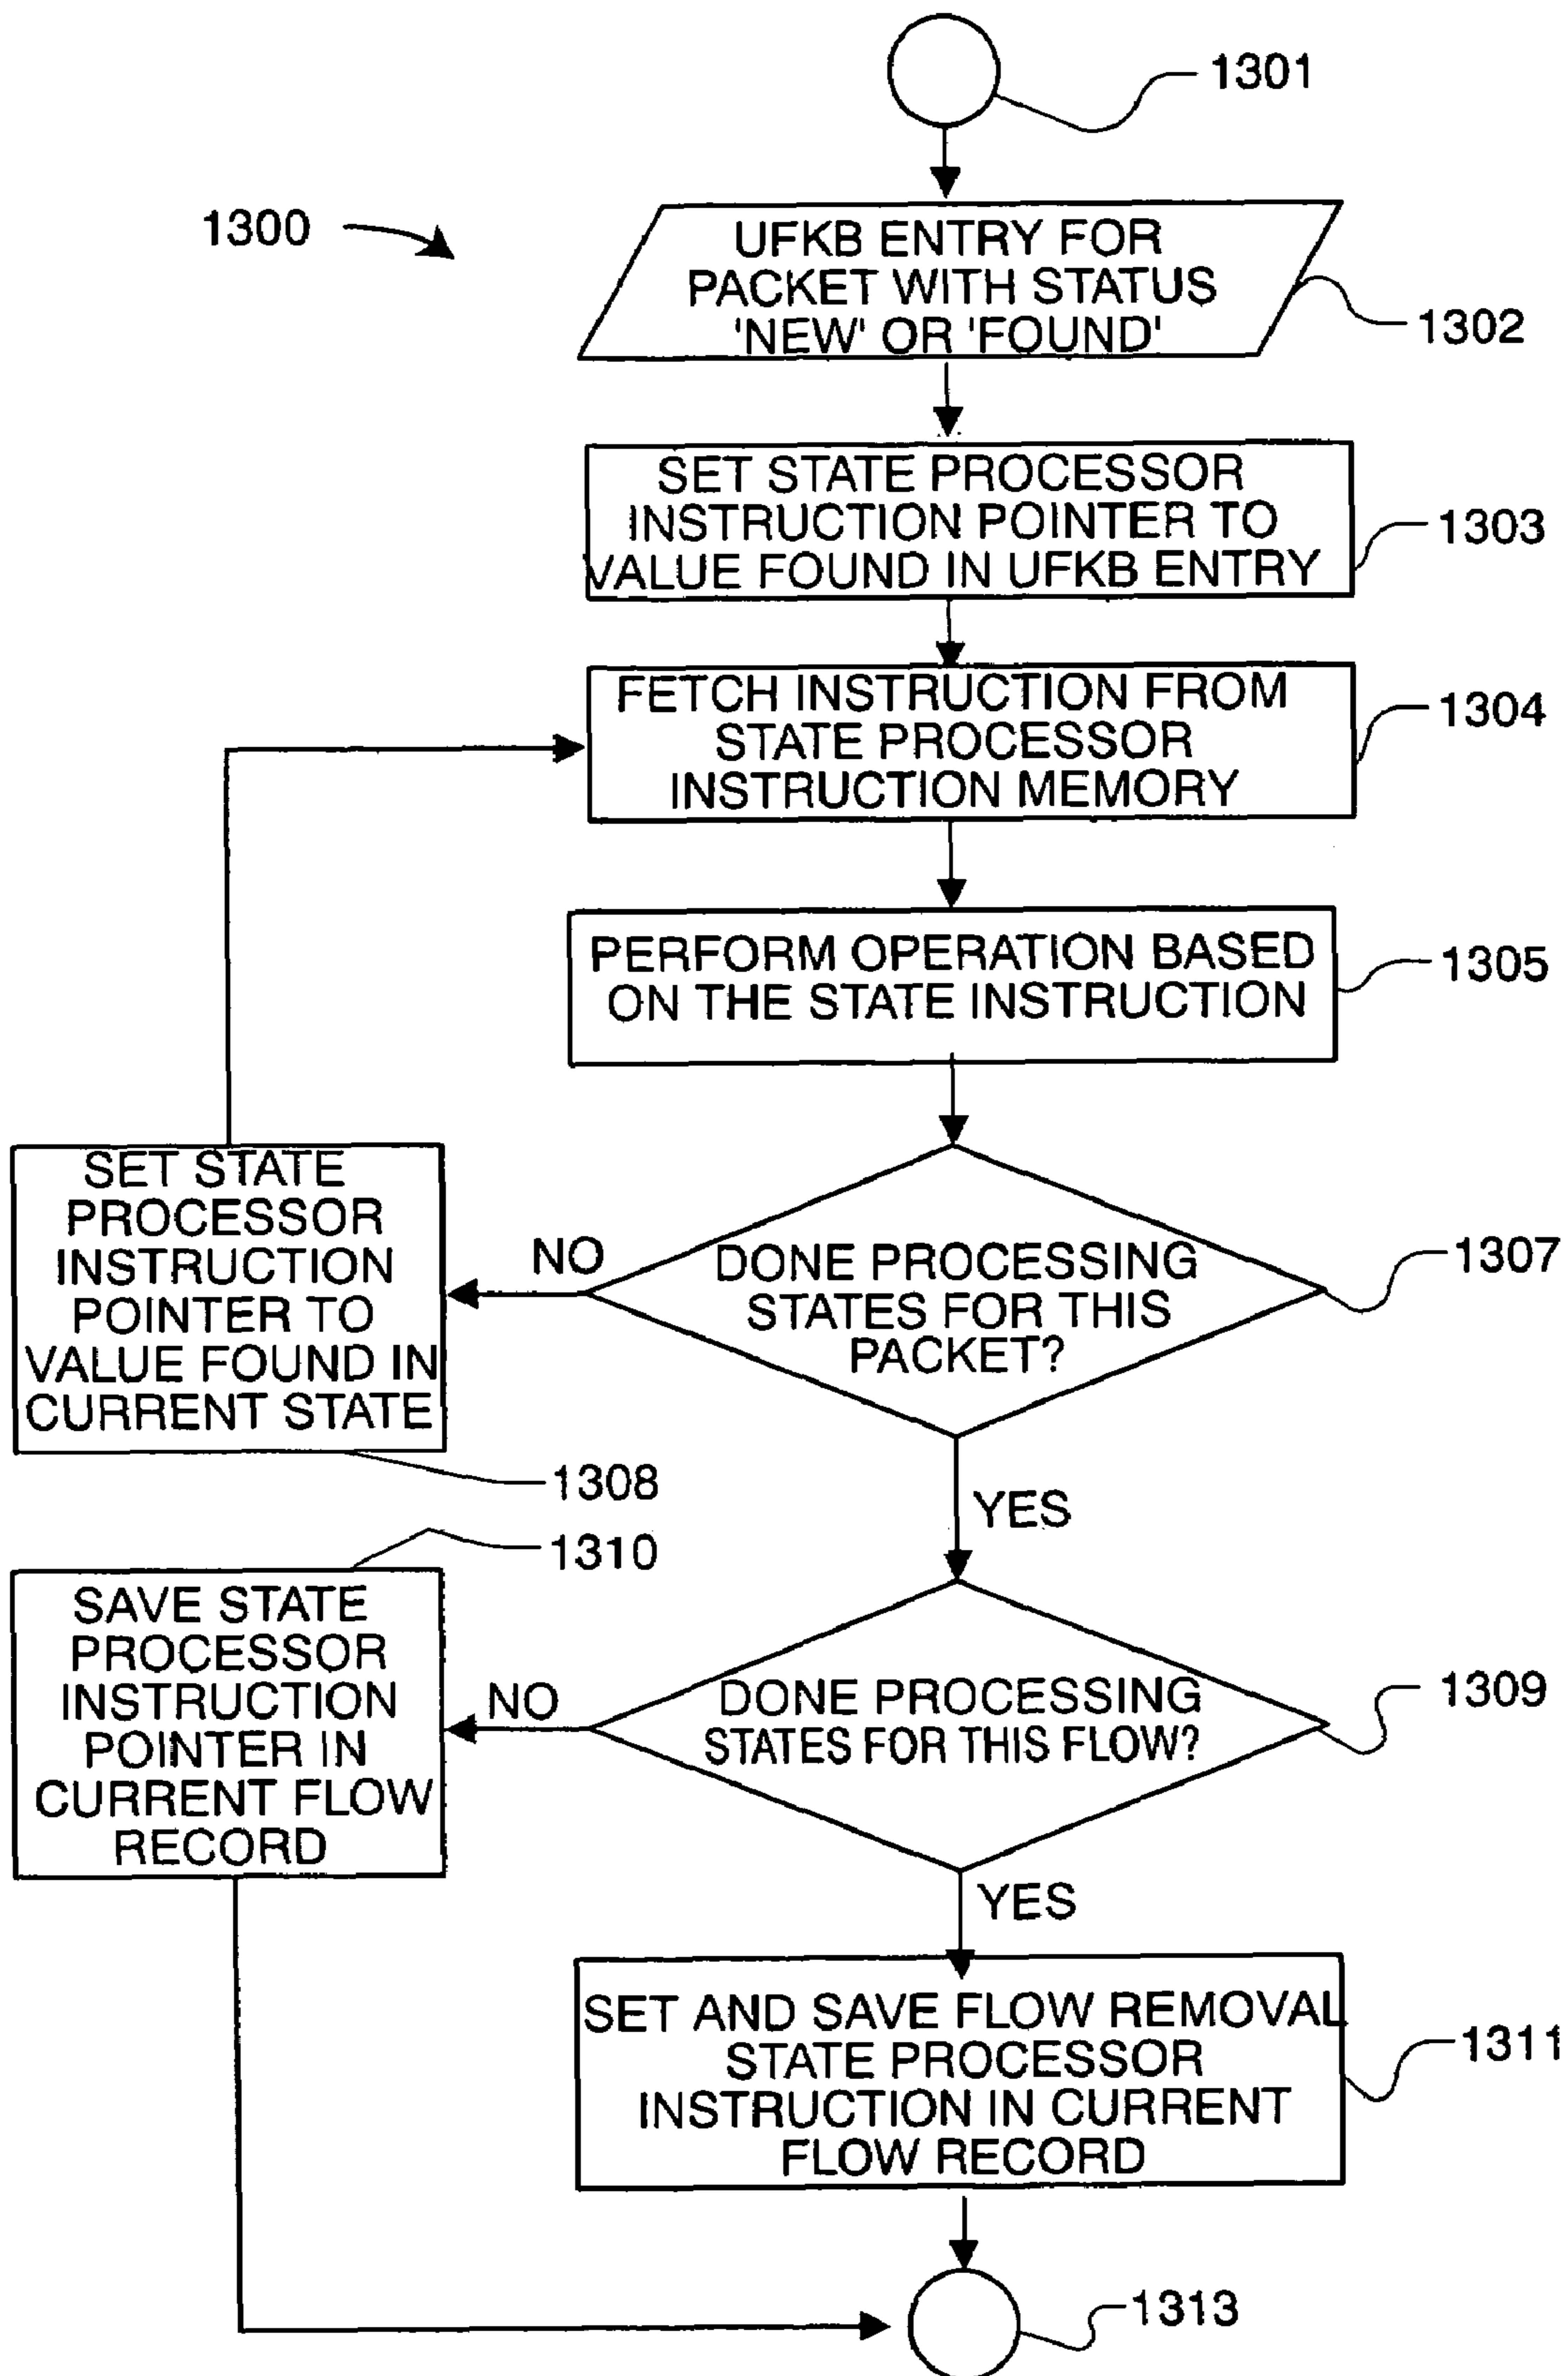 1301
1300
UFKB ENTRY FOR
PACKET WITH STATUS
'NEW' OR 'FOUND'
1302
SET STATE PROCESSOR
INSTRUCTION POINTER TO
VALUE FOUND IN UFKB ENTRY
1303
FETCH INSTRUCTION FROM
STATE PROCESSOR
INSTRUCTION MEMORY
1304
PERFORM OPERATION BASED
ON THE STATE INSTRUCTION
1305
SET STATE
PROCESSOR
INSTRUCTION
POINTER TO
VALUE FOUND IN
CURRENT STATE
1308
NO
DONE PROCESSING
STATES FOR THIS
PACKET?
1307
YES
1310
SAVE STATE
PROCESSOR
INSTRUCTION
POINTER IN
CURRENT FLOW
RECORD
NO
DONE PROCESSING
STATES FOR THIS FLOW?
1309
YES
SET AND SAVE FLOW REMOVAL
STATE PROCESSOR
INSTRUCTION IN CURRENT
FLOW RECORD
1311
1313